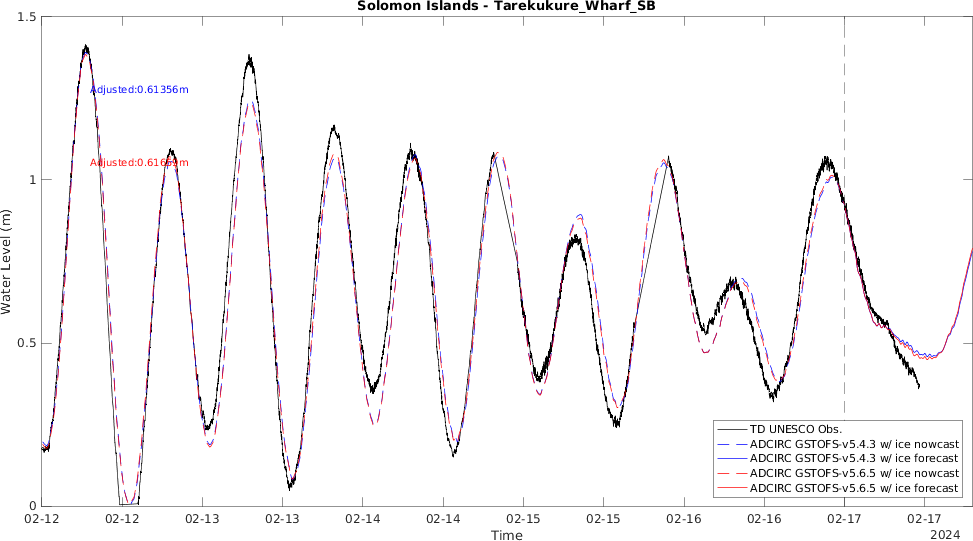 Solomon Islands - Tarekukure_Wharf_SB
1.5
Adjusted:0.61356m
1
0.5
0
Water Level (m)
TD UNESCO Obs.
ADCIRC GSTOFS-v5.4.3 w/ ice nowcast
ADCIRC GSTOFS-v5.4.3 w/ ice forecast
ADCIRC GSTOFS-v5.6.5 w/ ice nowcast
ADCIRC GSTOFS-v5.6.5 w/ ice forecast
02-12 02-12 02-13 02-13 02-14 02-14 02-15 02-15 02-16 02-16 02-17 02-17
Time
2024